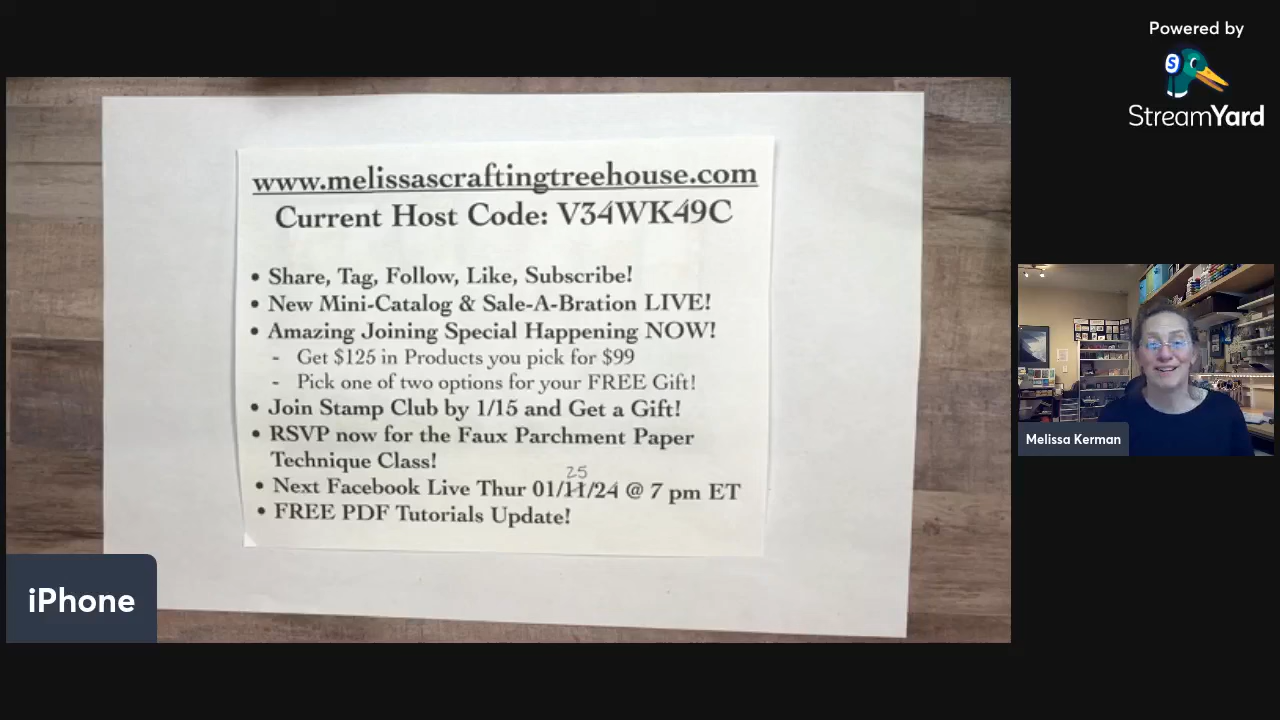 Powered by
StreamYard
www.melissascraftingtreehouse.com
Current Host Code: V34WK49C
• Share, Tag, Follow, Like, Subscribe!
• New Mini-Catalog & Sale-A-Bration LIVE!
• Amazing Joining Special Happening NOW!
- Get $125 in Products you pick for $99
- Pick one of two options for your FREE Gift!
• Join Stamp Club by 1/15 and Get a Gift!
• RSVP now for the Faux Parchment Paper
Technique Class!
25
• Next Facebook Live Thur 01/11/24 @ 7 pm ET
• FREE PDF Tutorials Update!
Melissa Kerman
iPhone